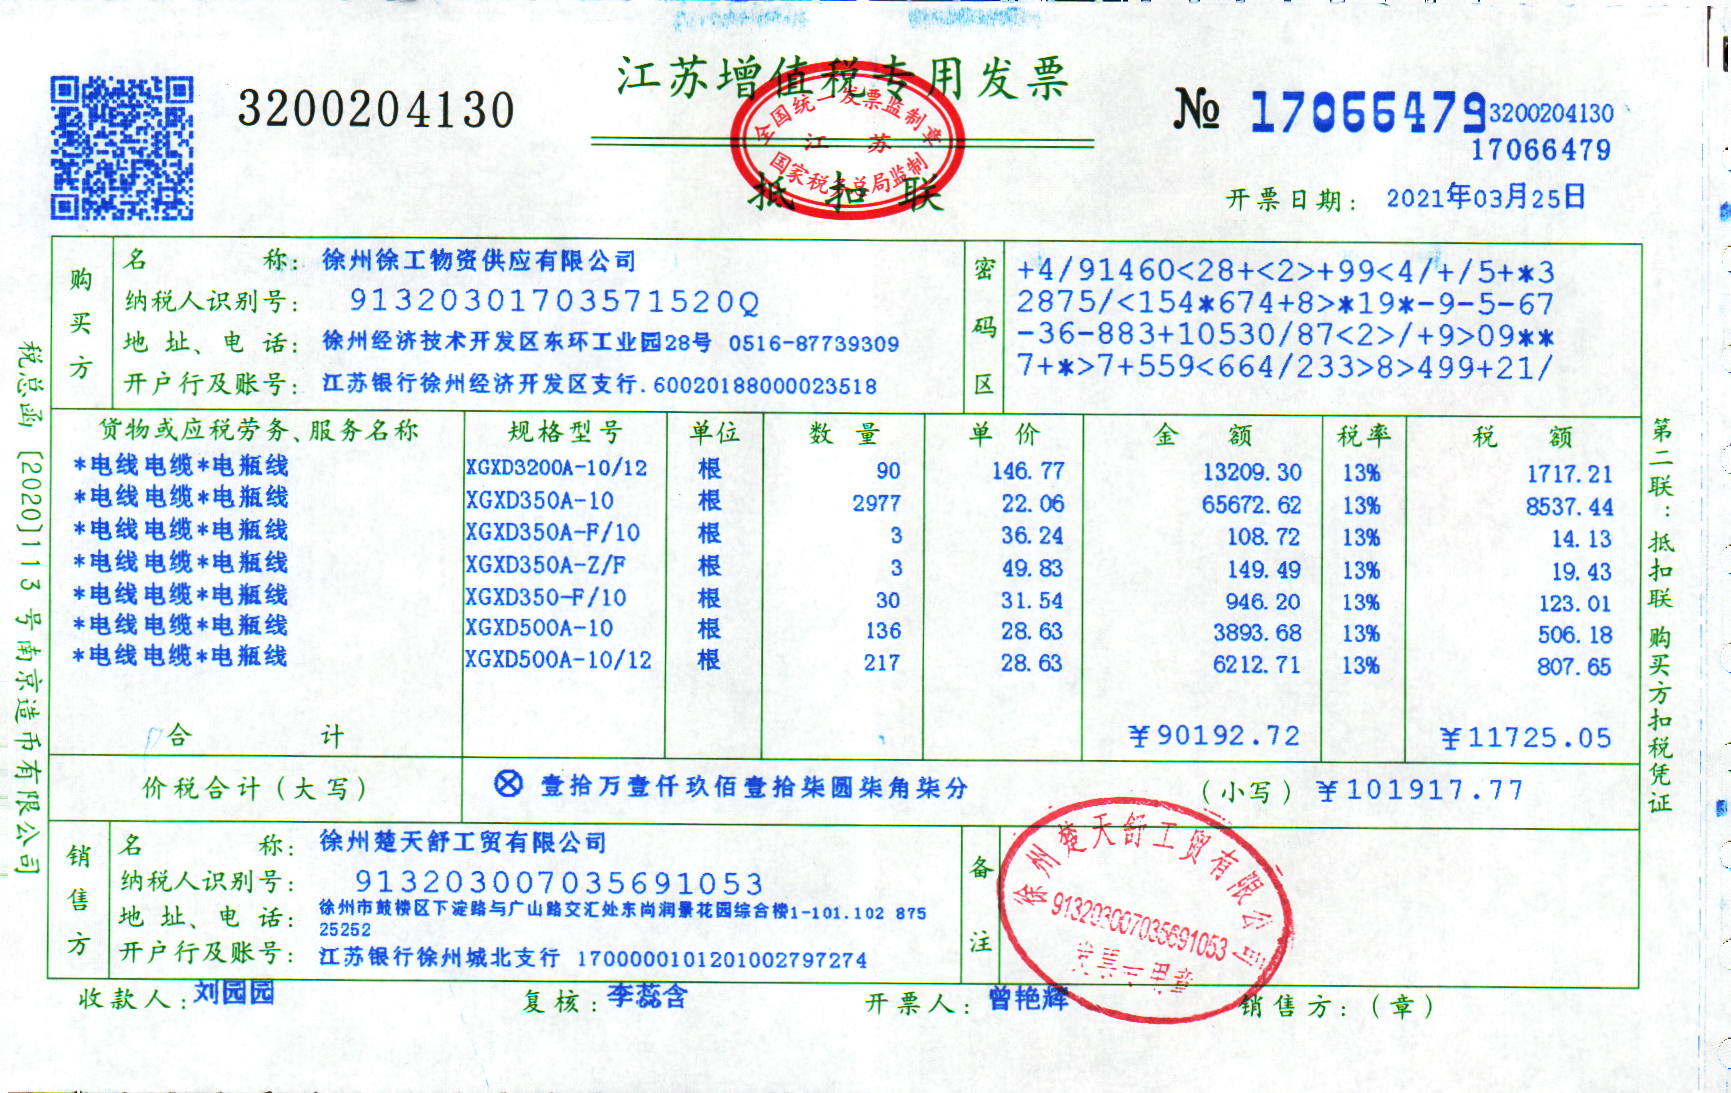 江苏增值税专用发票
3200204130
№ 17066479
3200204130
17066479
全国统一发票监制章
江 苏
国家税务总局监制
抵扣联
开票日期: 2021年03月25日
购买方
名 称: 徐州徐工物资供应有限公司
纳税人识别号: 91320301703571520Q
地 址、电 话: 徐州经济技术开发区东环工业园28号 0516-87739309
开户行及账号: 江苏银行徐州经济开发区支行. 60020188000023518
密码区
+4/91460<28+<2>+99<4/+/5+*3
2875/<154*674+8>*19*-9-5-67
-36-883+10530/87<2>/+9>09**
7+*>7+559<664/233>8>499+21/
货物或应税劳务、服务名称 规格型号 单位 数 量 单 价 金 额 税率 税 额
*电线电缆*电瓶线 XGXD3200A-10/12 根 90 146.77 13209.30 13% 1717.21
*电线电缆*电瓶线 XGXD350A-10 根 2977 22.06 65672.62 13% 8537.44
*电线电缆*电瓶线 XGXD350A-F/10 根 3 36.24 108.72 13% 14.13
*电线电缆*电瓶线 XGXD350A-Z/F 根 3 49.83 149.49 13% 19.43
*电线电缆*电瓶线 XGXD350-F/10 根 30 31.54 946.20 13% 123.01
*电线电缆*电瓶线 XGXD500A-10 根 136 28.63 3893.68 13% 506.18
*电线电缆*电瓶线 XGXD500A-10/12 根 217 28.63 6212.71 13% 807.65
合 计 ¥90192.72 ¥11725.05
价税合计(大写) ⊗ 壹拾万壹仟玖佰壹拾柒圆柒角柒分 (小写) ¥101917.77
销售方
名 称: 徐州楚天舒工贸有限公司
纳税人识别号: 913203007035691053
地 址、电 话: 徐州市鼓楼区下淀路与广山路交汇处东尚润景花园综合楼1-101.102 875
25252
开户行及账号: 江苏银行徐州城北支行 1700000101201002797274
备注
徐州楚天舒工贸有限公司
913203007035691053
发票专用章
收款人: 刘园园 复核: 李蕊含 开票人: 曾艳辉 销售方: (章)
税总函 [2020]113 号南京造币有限公司
第二联: 抵扣联 购买方扣税凭证